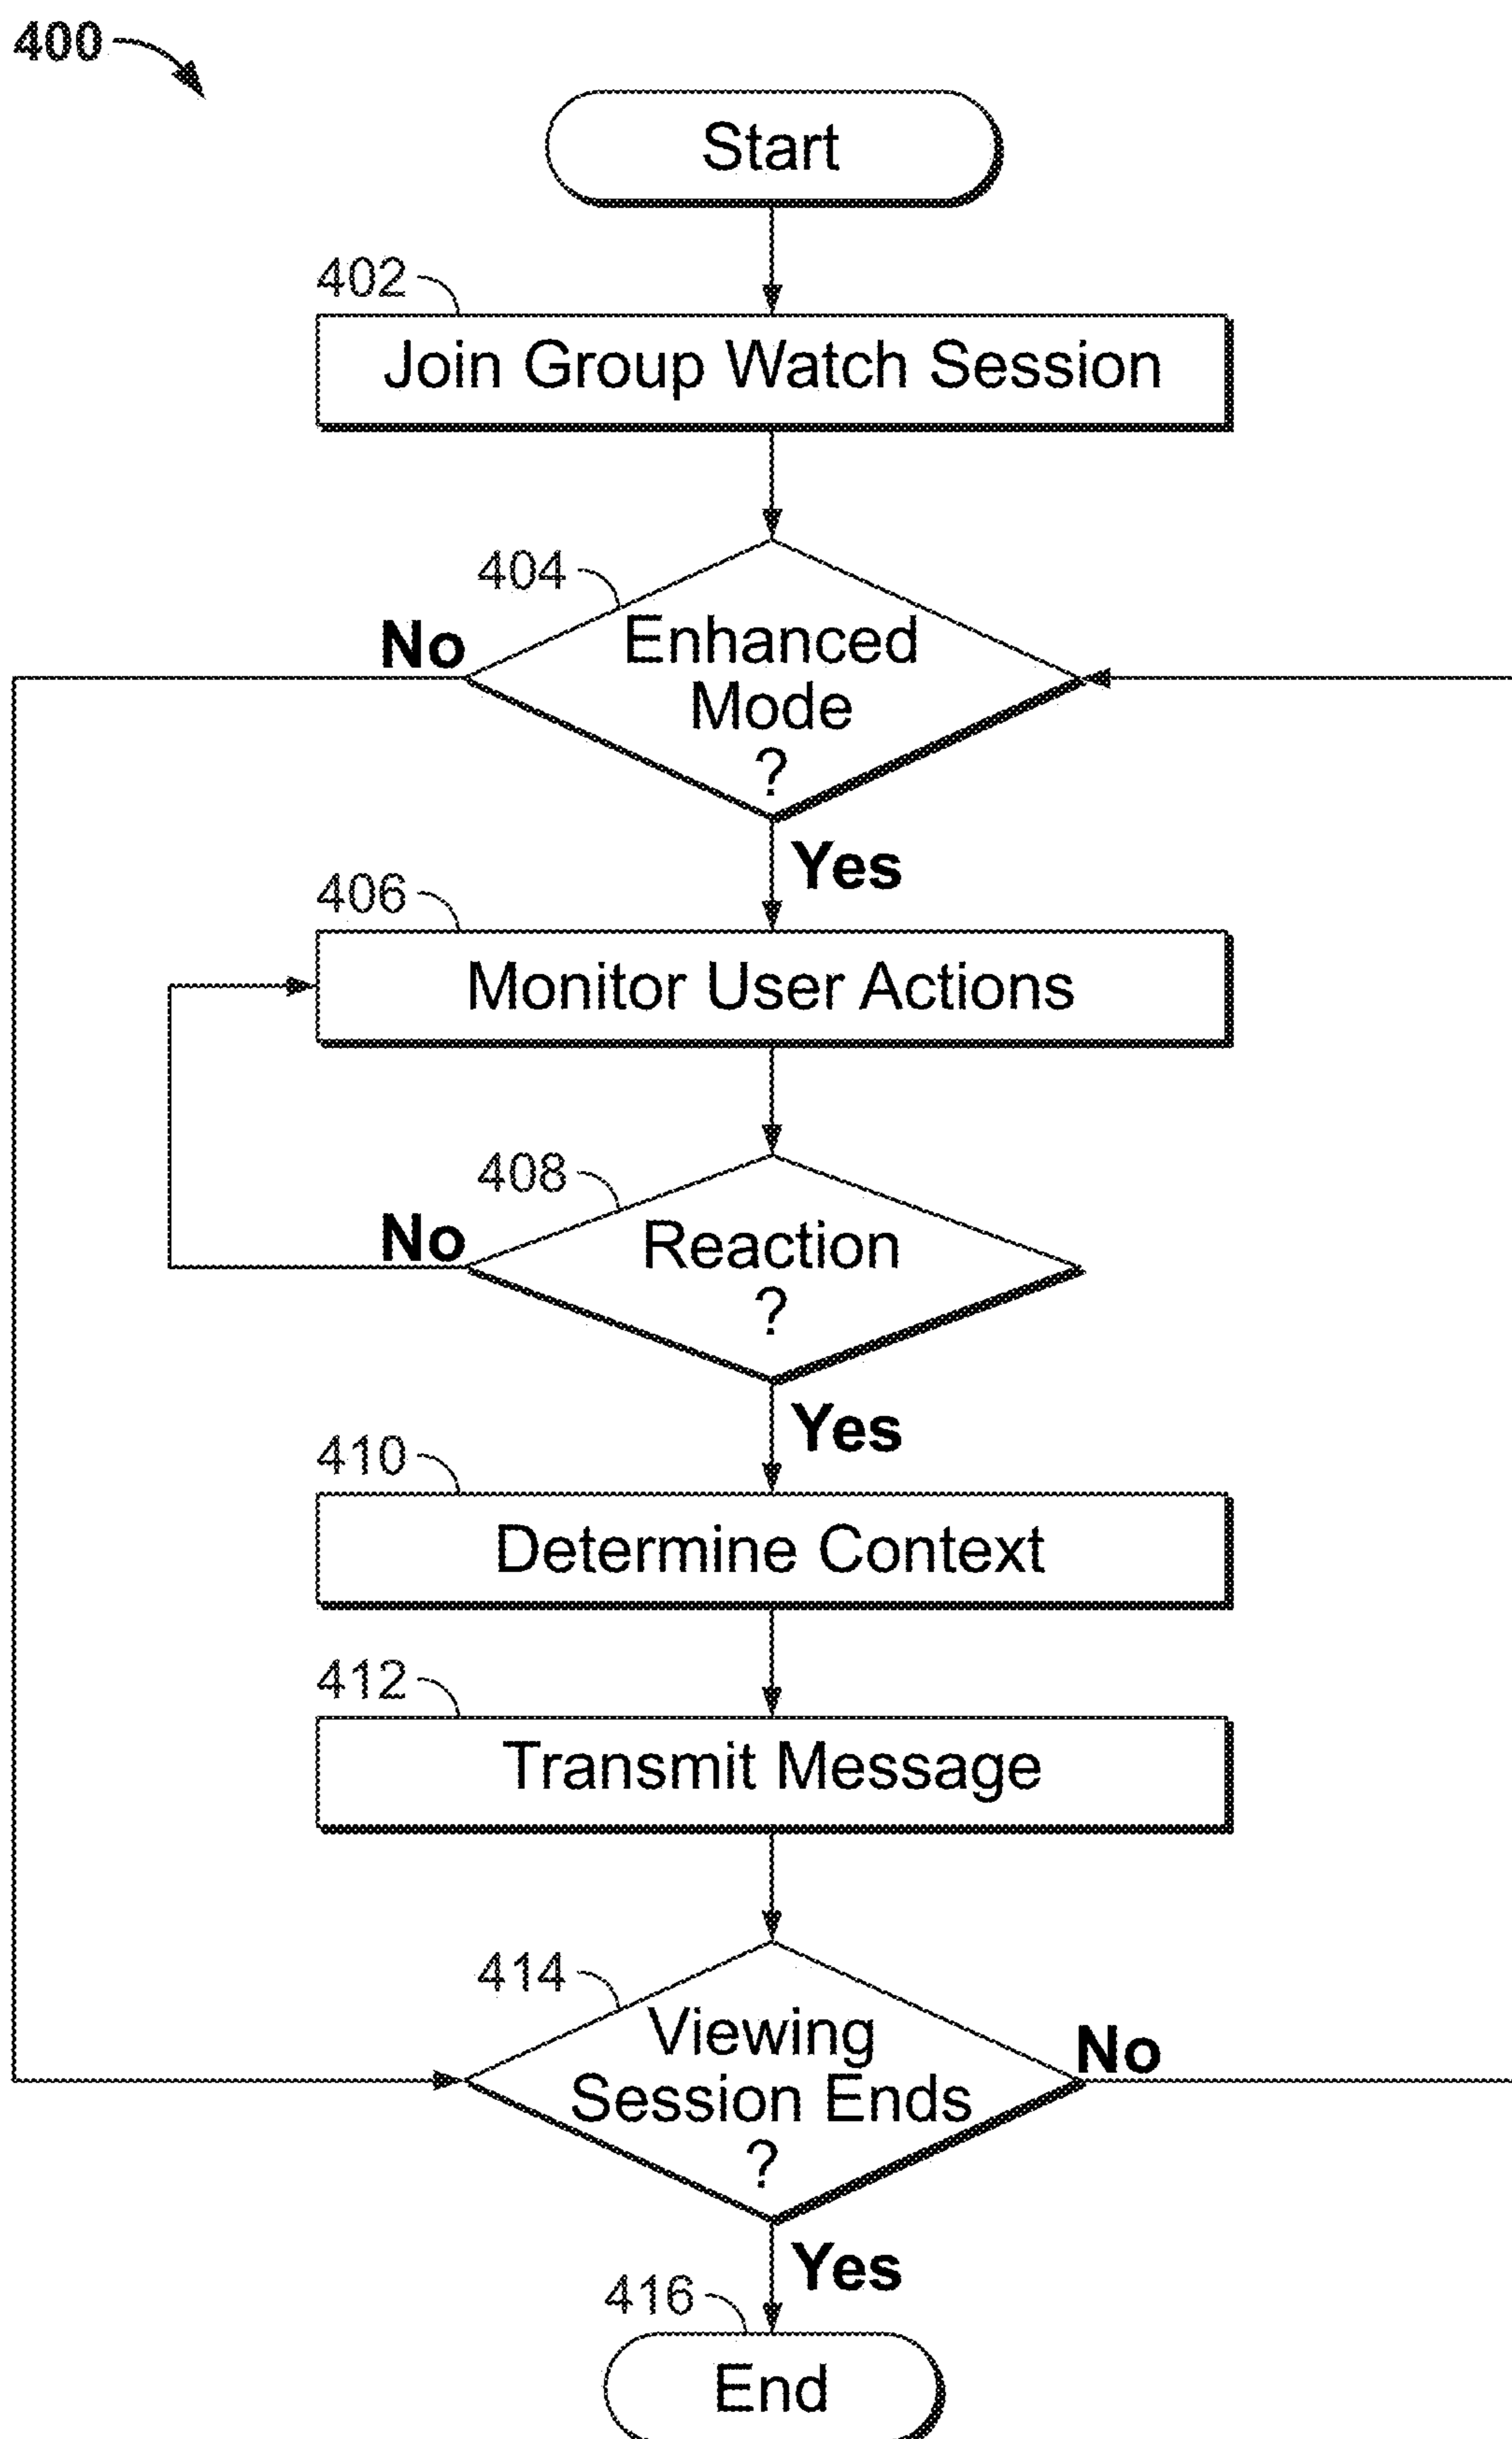 400
Start
402
Join Group Watch Session
404
No
Enhanced
Mode
?
Yes
406
Monitor User Actions
408
No
Reaction
?
Yes
410
Determine Context
412
Transmit Message
414
Viewing
No
Session Ends
?
Yes
416
End